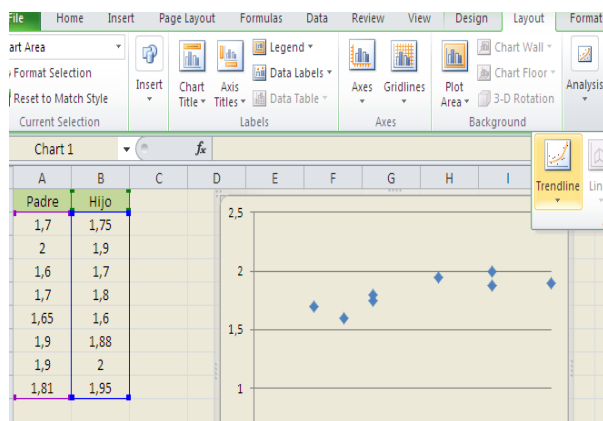 File Home Insert Page Layout Formulas Data Review View Design Layout Format
art Area
Format Selection
Reset to Match Style
Current Selection
Insert
Chart Title
Axis Titles
Legend
Data Labels
Data Table
Labels
Axes
Gridlines
Axes
Plot Area
Chart Wall
Chart Floor
3-D Rotation
Background
Analysis
Trendline
Lin
Chart 1
fx
A B C D E F G H I
Padre Hijo
1,7 1,75
2 1,9
1,6 1,7
1,7 1,8
1,65 1,6
1,9 1,88
1,9 2
1,81 1,95
2,5
2
1,5
1